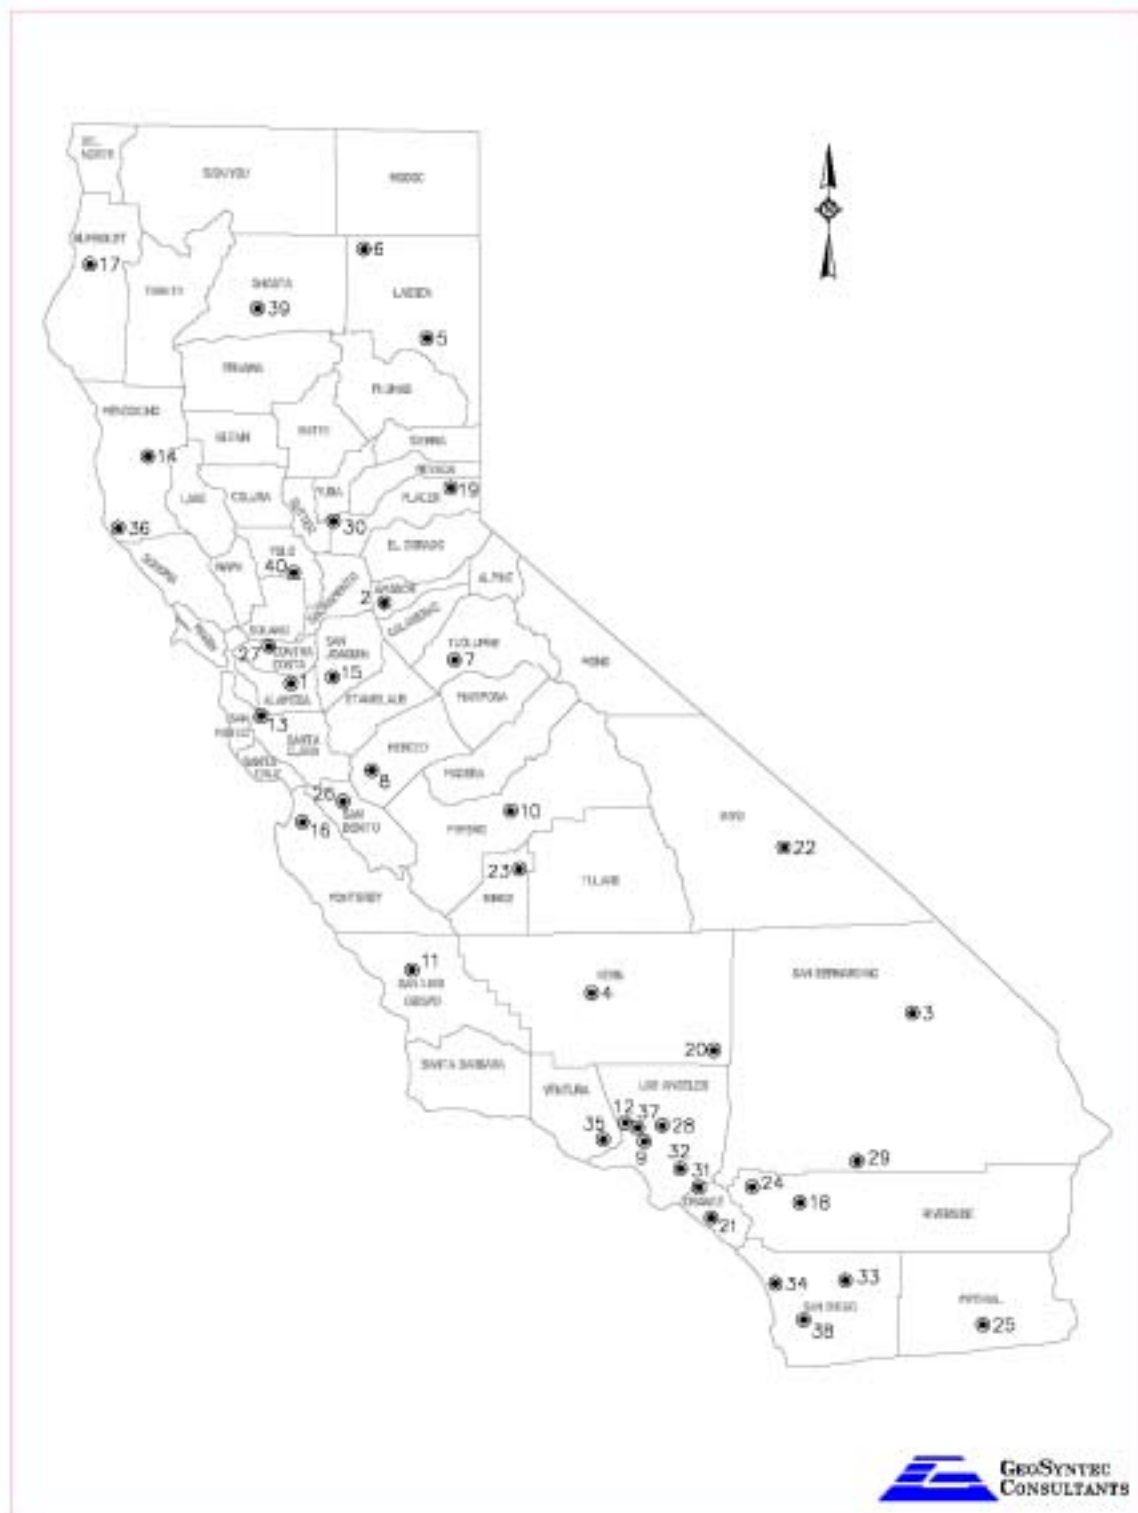 DEL
NORTE
SISKIYOU
MODOC
HUMBOLDT
6
17
TRINITY
SHASTA
LASSEN
39
5
TEHAMA
PLUMAS
MENDOCINO
GLENN
BUTTE
SIERRA
14
NEVADA
LAKE
COLUSA
YUBA
PLACER
19
SUTTER
36
30
YOLO
EL DORADO
SONOMA
NAPA
40
ALPINE
SACRAMENTO
2
AMADOR
CALAVERAS
SOLANO
MARIN
27
CONTRA
COSTA
SAN
JOAQUIN
TUOLUMNE
7
MONO
1
15
ALAMEDA
STANISLAUS
MARIPOSA
SAN
MATEO
13
SANTA
CLARA
MERCED
SANTA
CRUZ
8
MADERA
26
16
SAN
BENITO
10
FRESNO
INYO
22
23
TULARE
MONTEREY
KINGS
11
SAN LUIS
OBISPO
KERN
4
SAN BERNARDINO
3
20
SANTA BARBARA
VENTURA
LOS ANGELES
12
37
28
35
9
32
31
29
24
ORANGE
18
21
RIVERSIDE
34
33
SAN DIEGO
38
IMPERIAL
25
GEOSYNTEC
CONSULTANTS